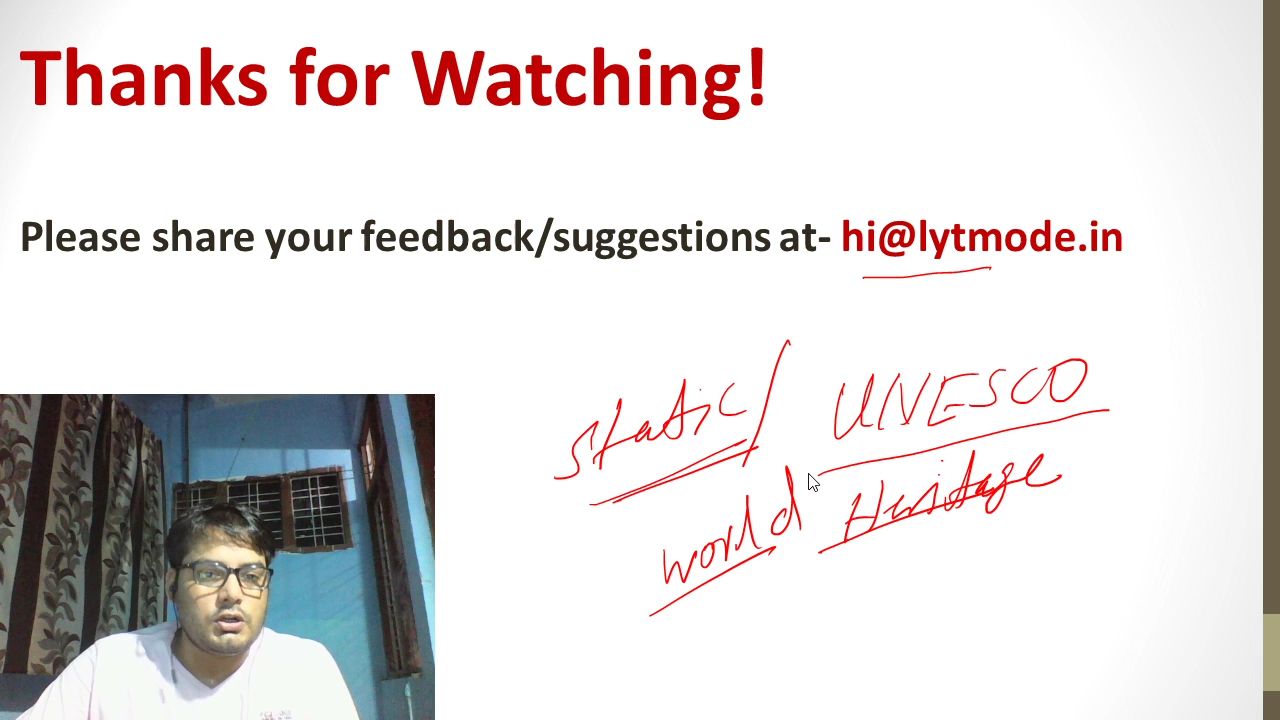 Thanks for Watching!
Please share your feedback/suggestions at- hi@lytmode.in
static/ UNESCO
world Heritage